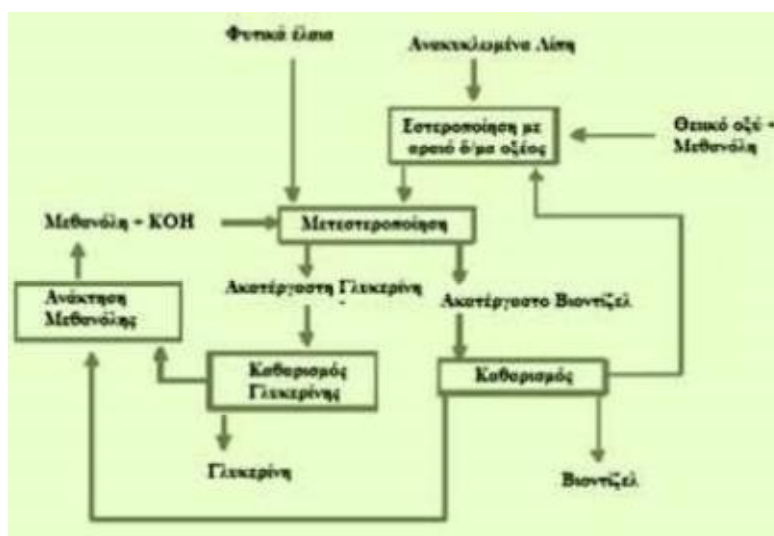 Φυτικά έλαια
Ανακυκλωμένα Λίπη
Εστεροποίηση με
αραιό δ/μα οξέος
Θειικό οξύ +
Μεθανόλη
Μεθανόλη + KOH
Μετεστεροποίηση
Ακατέργαστη Γλυκερίνη
Ακατέργαστο Βιοντίζελ
Ανάκτηση
Μεθανόλης
Καθαρισμός
Γλυκερίνης
Καθαρισμός
Γλυκερίνη
Βιοντίζελ